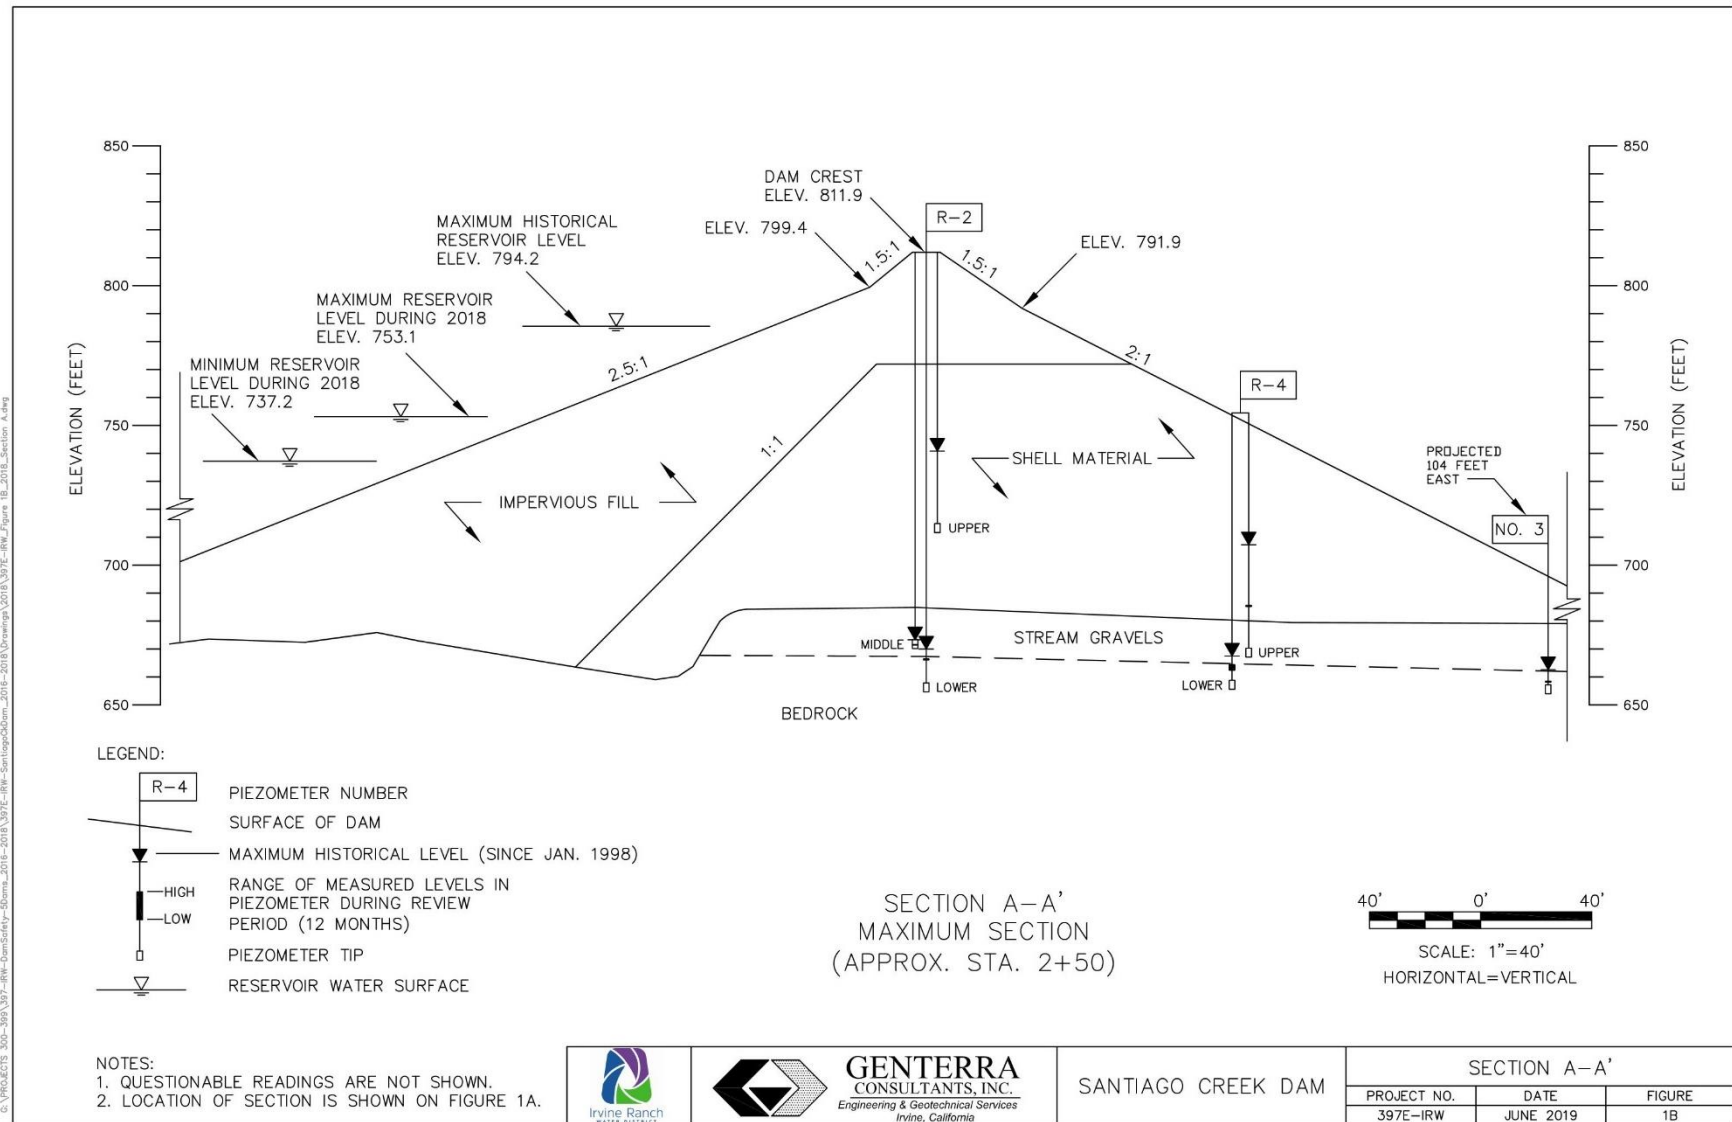 850
800
750
700
650
ELEVATION (FEET)
MAXIMUM HISTORICAL
RESERVOIR LEVEL
ELEV. 794.2
MAXIMUM RESERVOIR
LEVEL DURING 2018
ELEV. 753.1
MINIMUM RESERVOIR
LEVEL DURING 2018
ELEV. 737.2
DAM CREST
ELEV. 811.9
ELEV. 799.4
R-2
ELEV. 791.9
1.5:1
1.5:1
2.5:1
2:1
1:1
R-4
IMPERVIOUS FILL
SHELL MATERIAL
UPPER
PROJECTED
104 FEET
EAST
NO. 3
STREAM GRAVELS
MIDDLE
LOWER
UPPER
LOWER
BEDROCK
850
800
750
700
650
ELEVATION (FEET)
LEGEND:
R-4
PIEZOMETER NUMBER
SURFACE OF DAM
MAXIMUM HISTORICAL LEVEL (SINCE JAN. 1998)
HIGH
LOW
RANGE OF MEASURED LEVELS IN
PIEZOMETER DURING REVIEW
PERIOD (12 MONTHS)
PIEZOMETER TIP
RESERVOIR WATER SURFACE
SECTION A-A'
MAXIMUM SECTION
(APPROX. STA. 2+50)
40' 0' 40'
SCALE: 1"=40'
HORIZONTAL=VERTICAL
NOTES:
1. QUESTIONABLE READINGS ARE NOT SHOWN.
2. LOCATION OF SECTION IS SHOWN ON FIGURE 1A.
Irvine Ranch
WATER DISTRICT
GENTERRA
CONSULTANTS, INC.
Engineering & Geotechnical Services
Irvine, California
SANTIAGO CREEK DAM
SECTION A-A'
PROJECT NO. DATE FIGURE
397E-IRW JUNE 2019 1B